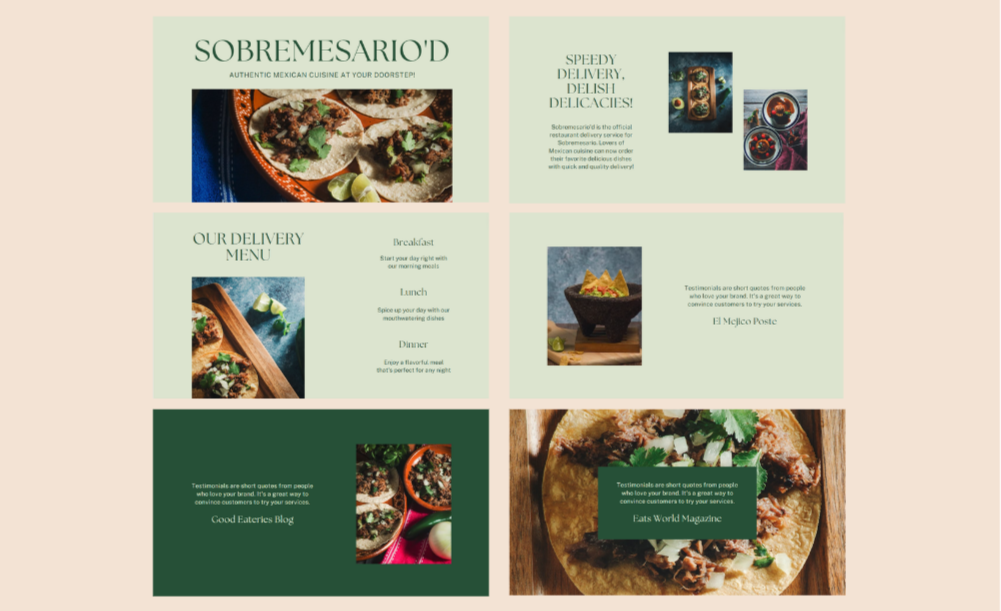 SOBREMESARIO'D
AUTHENTIC MEXICAN CUISINE AT YOUR DOORSTEP!
SPEEDY
DELIVERY,
DELISH
DELICACIES!
Sobremesario'd is the official
restaurant delivery service for
Sobremesario. Lovers of
Mexican cuisine can now order
their favorite delicious dishes
with quick and quality delivery!
OUR DELIVERY
MENU
Breakfast
Start your day right with
our morning meals
Lunch
Spice up your day with our
mouthwatering dishes
Dinner
Enjoy a flavorful meal
that's perfect for any night
Testimonials are short quotes from people
who love your brand. It's a great way to
convince customers to try your services.
El Mejico Poste
Testimonials are short quotes from people
who love your brand. It's a great way to
convince customers to try your services.
Good Eateries Blog
Testimonials are short quotes from people
who love your brand. It's a great way to
convince customers to try your services.
Eats World Magazine